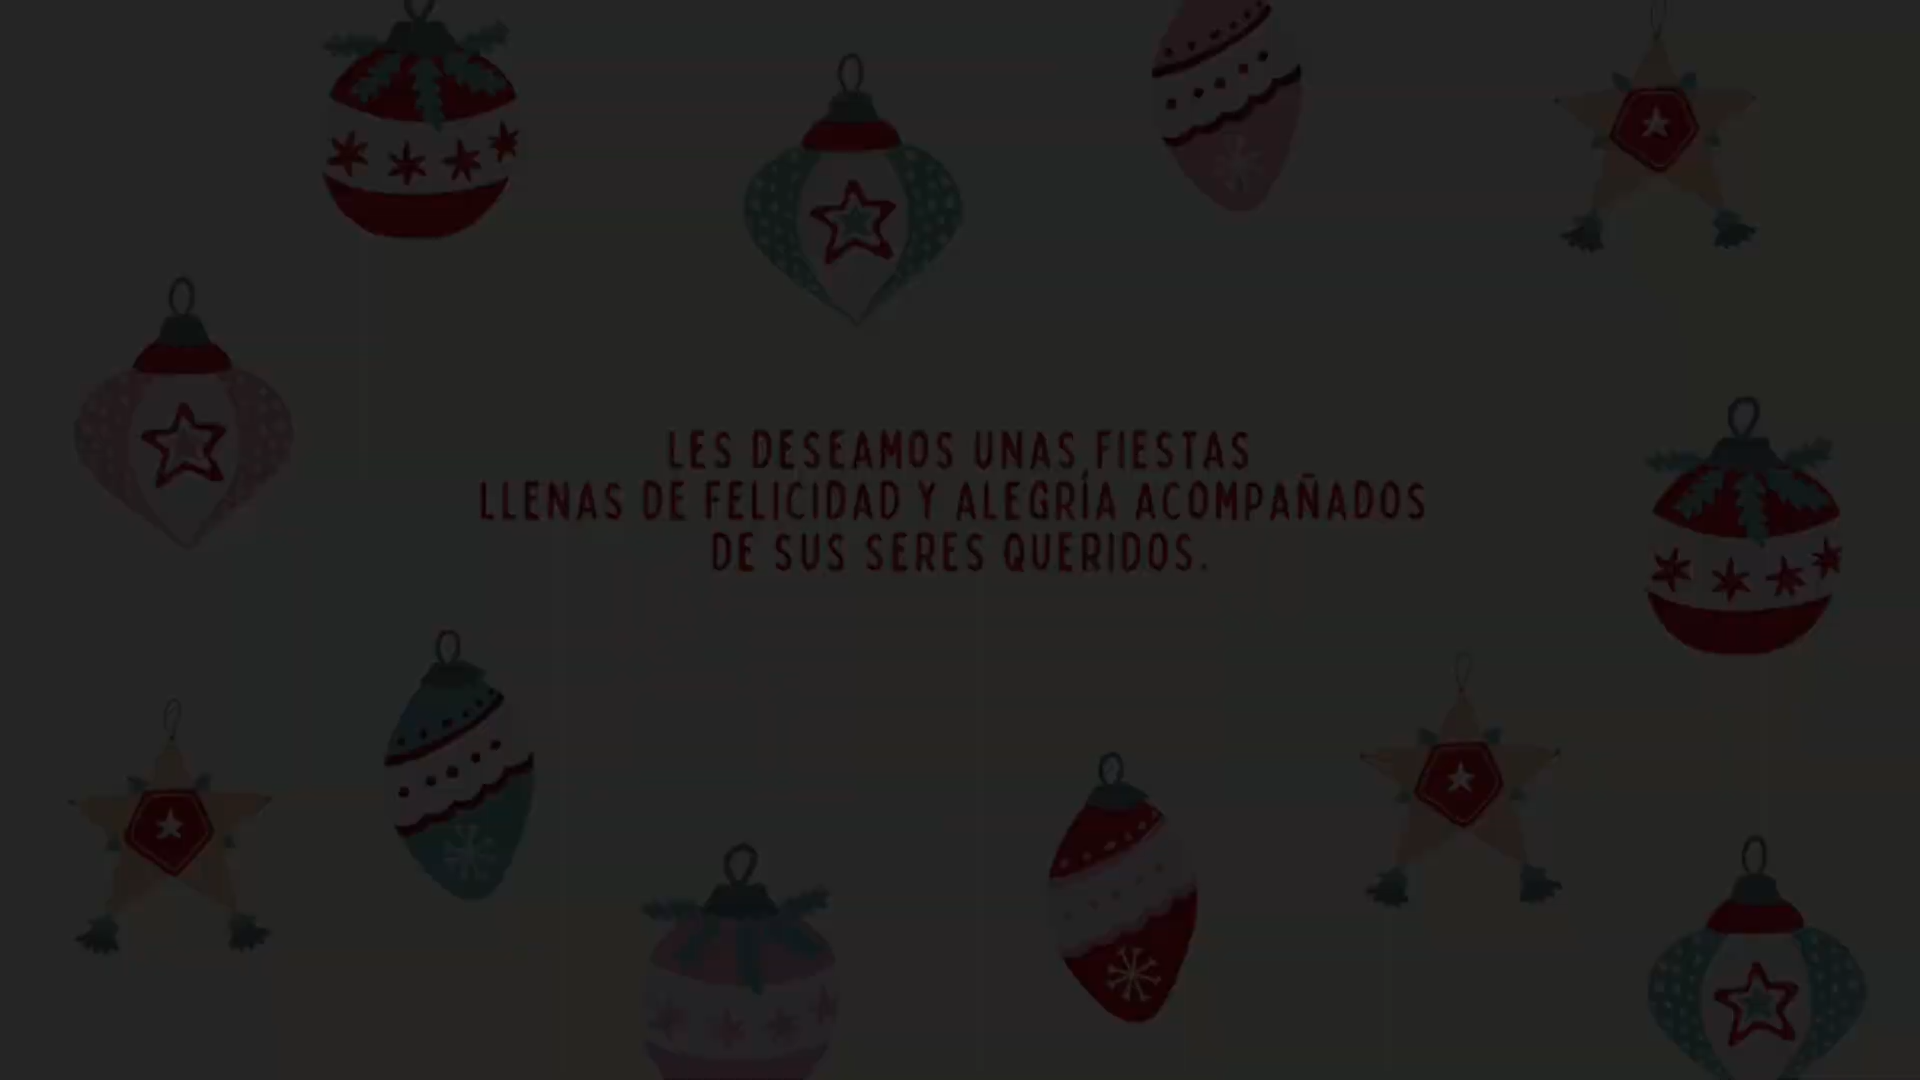 LES DESEAMOS UNAS FIESTAS
LLENAS DE FELICIDAD Y ALEGRÍA ACOMPAÑADOS
DE SUS SERES QUERIDOS.